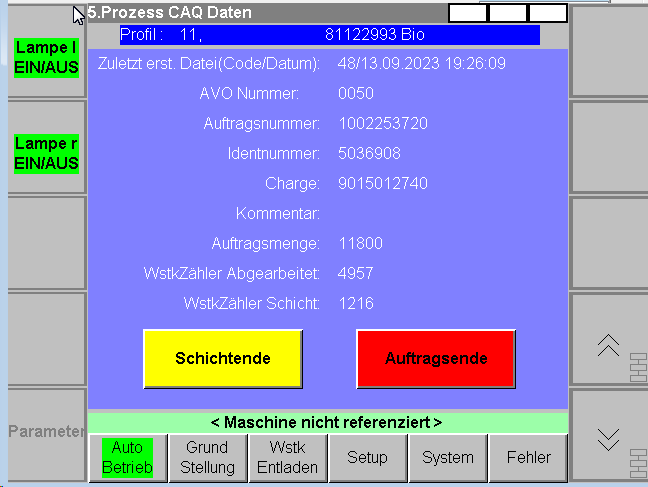 5.Prozess CAQ Daten
Profil : 11, 81122993 Bio
Lampe l
EIN/AUS
Zuletzt erst. Datei(Code/Datum): 48/13.09.2023 19:26:09
AVO Nummer: 0050
Auftragsnummer: 1002253720
Lampe r
EIN/AUS
Identnummer: 5036908
Charge: 9015012740
Kommentar:
Auftragsmenge: 11800
WstkZähler Abgearbeitet: 4957
WstkZähler Schicht: 1216
Schichtende
Auftragsende
Parameter
< Maschine nicht referenziert >
Auto
Betrieb
Grund
Stellung
Wstk
Entladen
Setup
System
Fehler